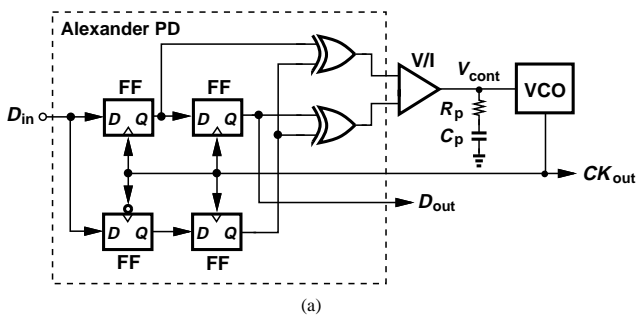 Alexander PD
FF FF
D Q D Q
D_in
V/I
V_cont
R_p
C_p
VCO
CK_out
D_out
D Q D Q
FF FF
(a)